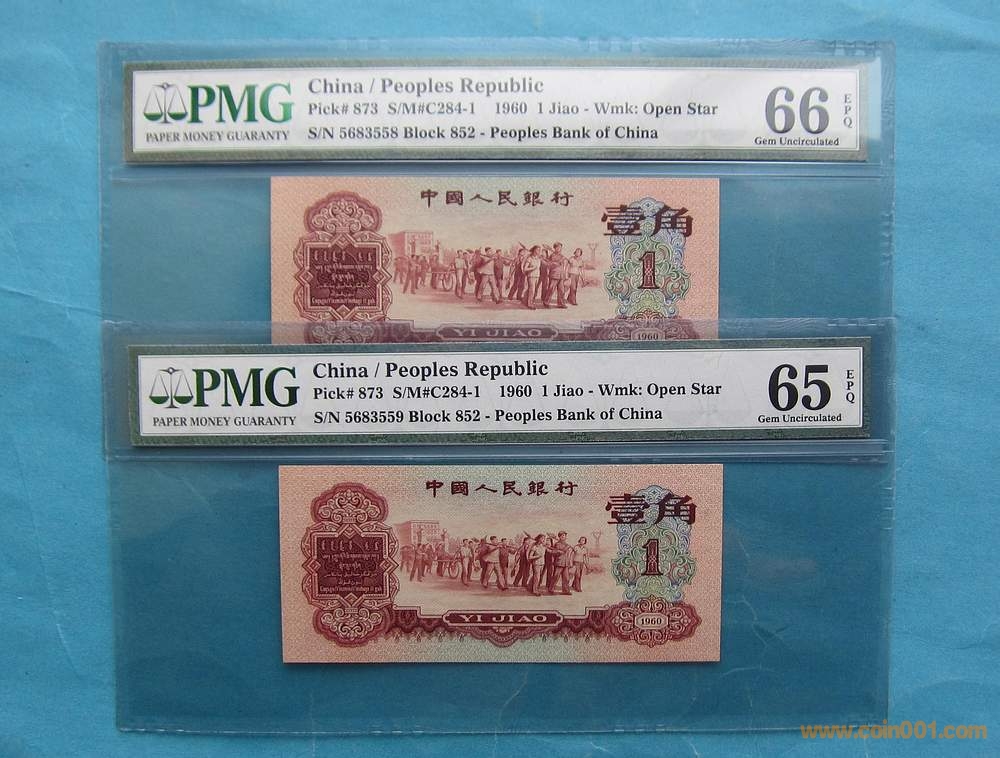 PMG
PAPER MONEY GUARANTY
China / Peoples Republic
Pick# 873 S/M#C284-1 1960 1 Jiao - Wmk: Open Star
S/N 5683558 Block 852 - Peoples Bank of China
66
EPQ
Gem Uncirculated
中國人民銀行
壹角
1
YI JIAO
1960
PMG
PAPER MONEY GUARANTY
China / Peoples Republic
Pick# 873 S/M#C284-1 1960 1 Jiao - Wmk: Open Star
S/N 5683559 Block 852 - Peoples Bank of China
65
EPQ
Gem Uncirculated
中國人民銀行
壹角
1
YI JIAO
1960
www.coin001.com